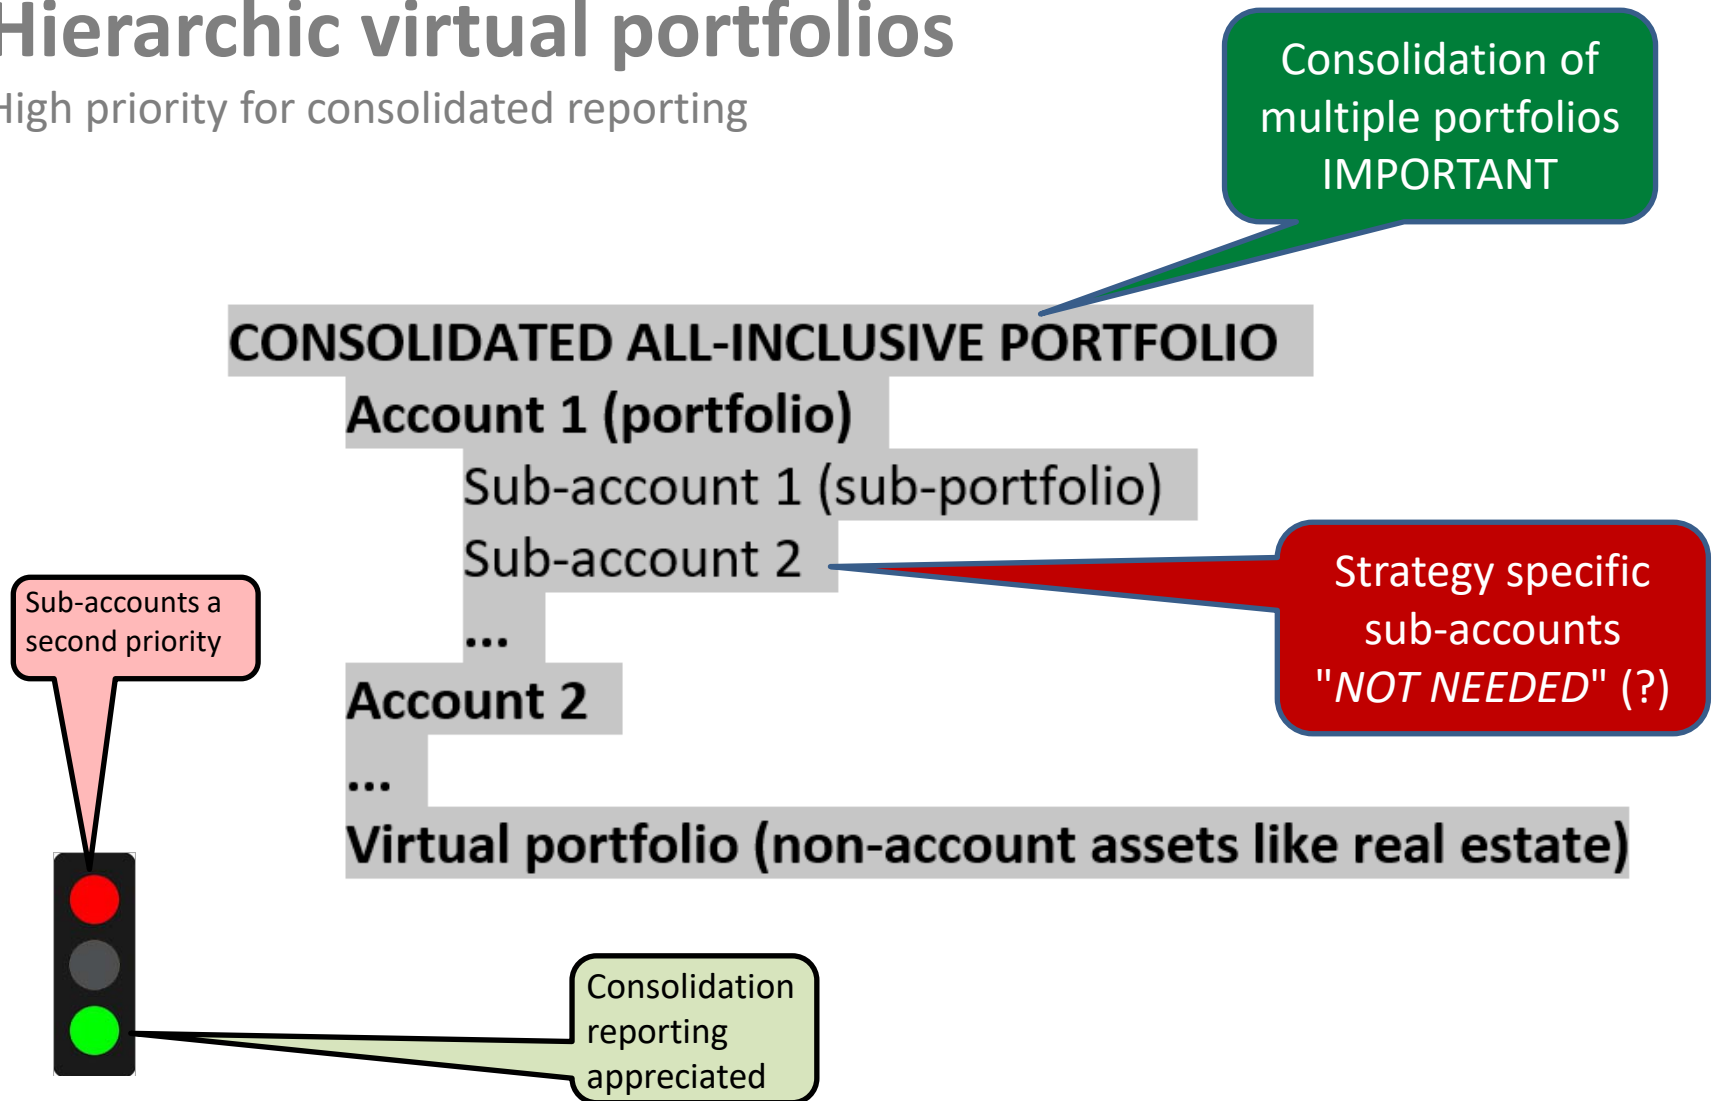 Hierarchic virtual portfolios
High priority for consolidated reporting
Consolidation of
multiple portfolios
IMPORTANT
CONSOLIDATED ALL-INCLUSIVE PORTFOLIO
Account 1 (portfolio)
Sub-account 1 (sub-portfolio)
Sub-account 2
...
Strategy specific
sub-accounts
"NOT NEEDED" (?)
Sub-accounts a
second priority
Account 2
...
Virtual portfolio (non-account assets like real estate)
Consolidation
reporting
appreciated